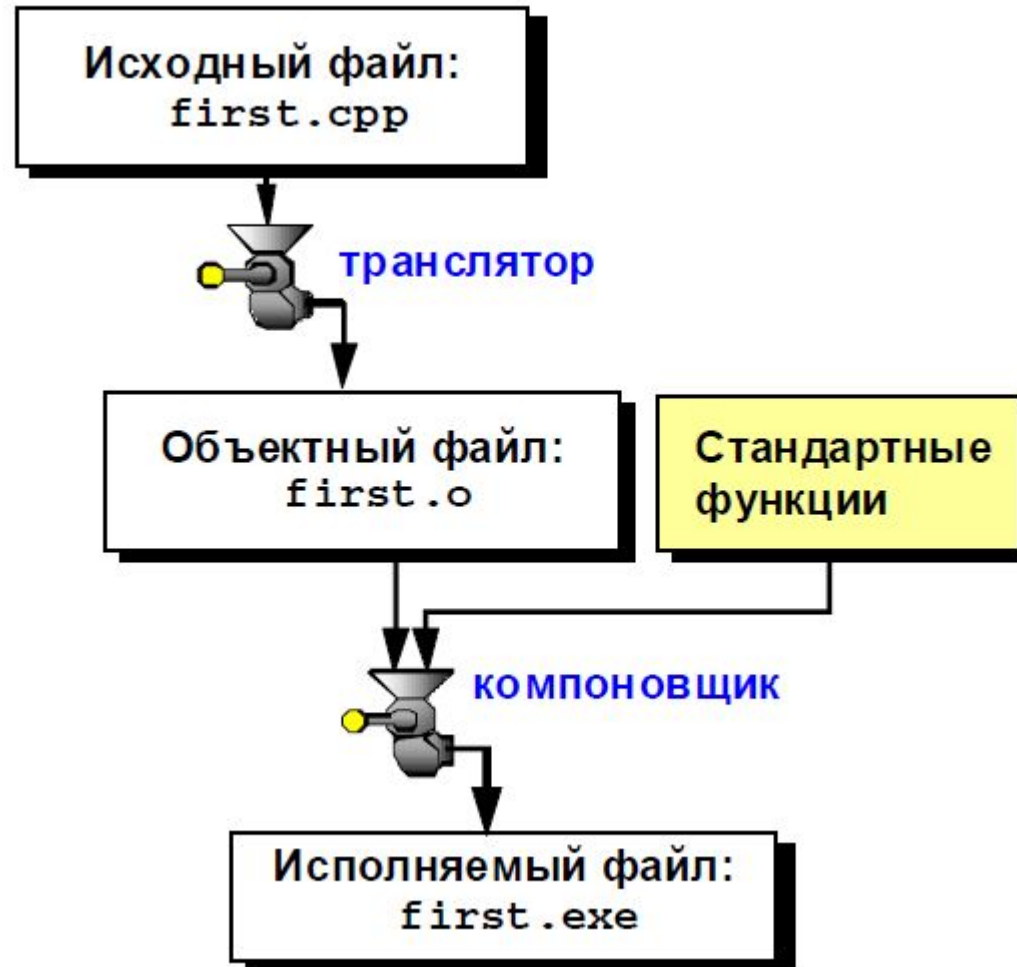 Исходный файл:
first.cpp
транслятор
Объектный файл:
first.o
Стандартные
функции
компоновщик
Исполняемый файл:
first.exe